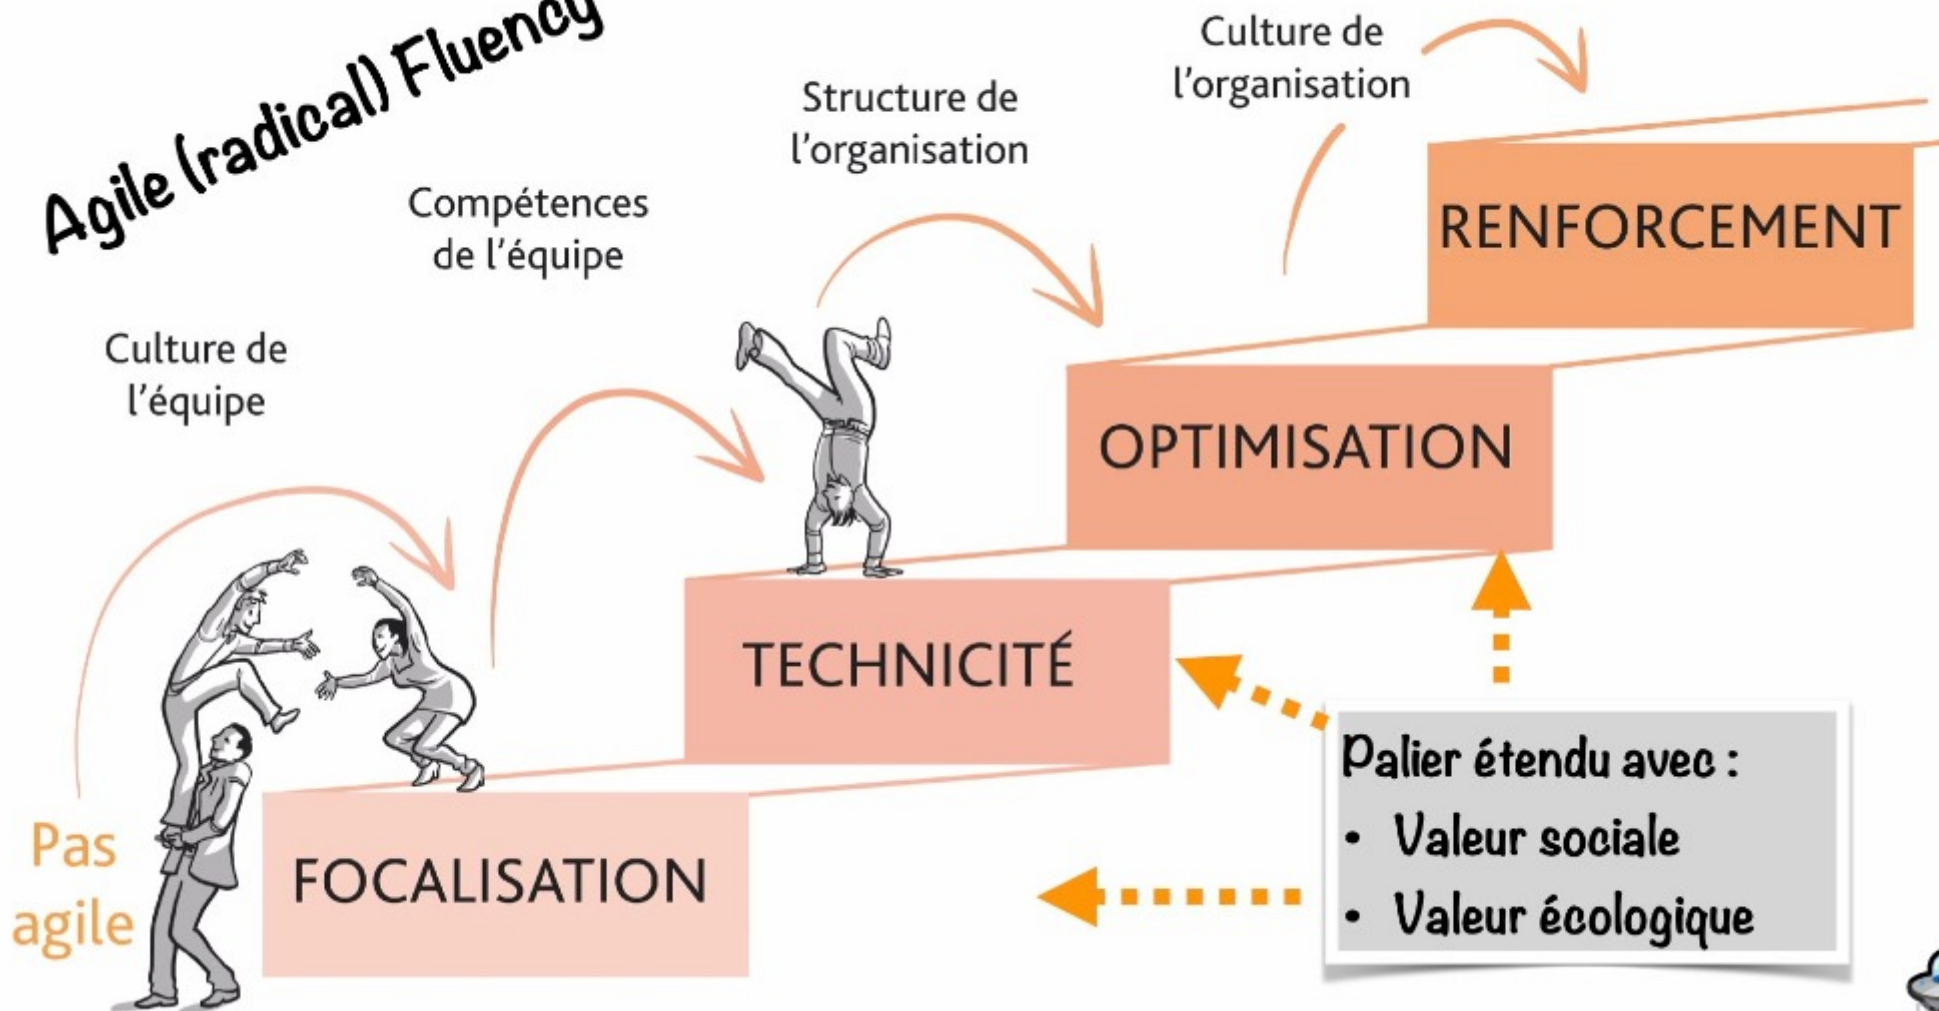 Agile (radical) Fluency
Culture de
l'organisation
Structure de
l'organisation
Compétences
de l'équipe
Culture de
l'équipe
RENFORCEMENT
OPTIMISATION
TECHNICITÉ
FOCALISATION
Pas
agile
Palier étendu avec :
• Valeur sociale
• Valeur écologique